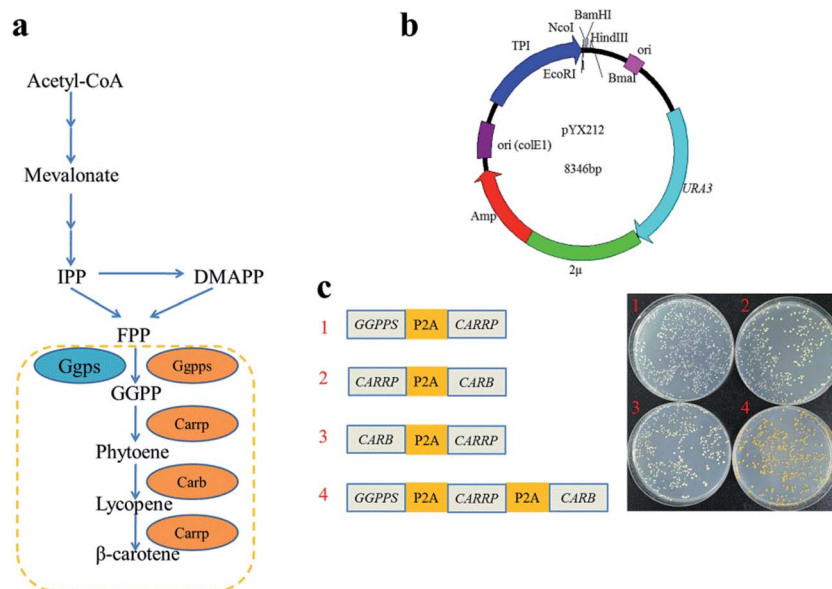 a
Acetyl-CoA
Mevalonate
IPP
DMAPP
FPP
Ggps
Ggpps
GGPP
Carrp
Phytoene
Carb
Lycopene
Carrp
β-carotene
b
BamHI
NcoI
HindIII
ori
TPI
EcoRI
1
BmaI
pYX212
ori (colE1)
8346bp
URA3
Amp
2μ
c
1 GGPPS P2A CARRP
2 CARRP P2A CARB
3 CARB P2A CARRP
4 GGPPS P2A CARRP P2A CARB
1 2
3 4